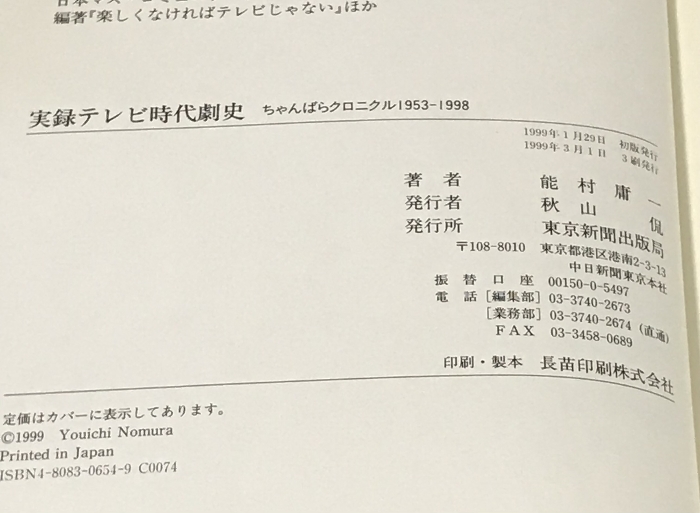 編著『楽しくなければテレビじゃない』ほか
実録テレビ時代劇史 ちゃんばらクロニクル1953-1998
1999年1月29日 初版発行
1999年3月1日 3刷発行
著者 能村庸一
発行者 秋山侃
発行所 東京新聞出版局
〒108-8010 東京都港区港南2-3-13
中日新聞東京本社
振替口座 00150-0-5497
電話［編集部］03-3740-2673
［業務部］03-3740-2674（直通）
FAX 03-3458-0689
印刷・製本 長苗印刷株式会社
定価はカバーに表示してあります。
©1999 Youichi Nomura
Printed in Japan
ISBN4-8083-0654-9 C0074